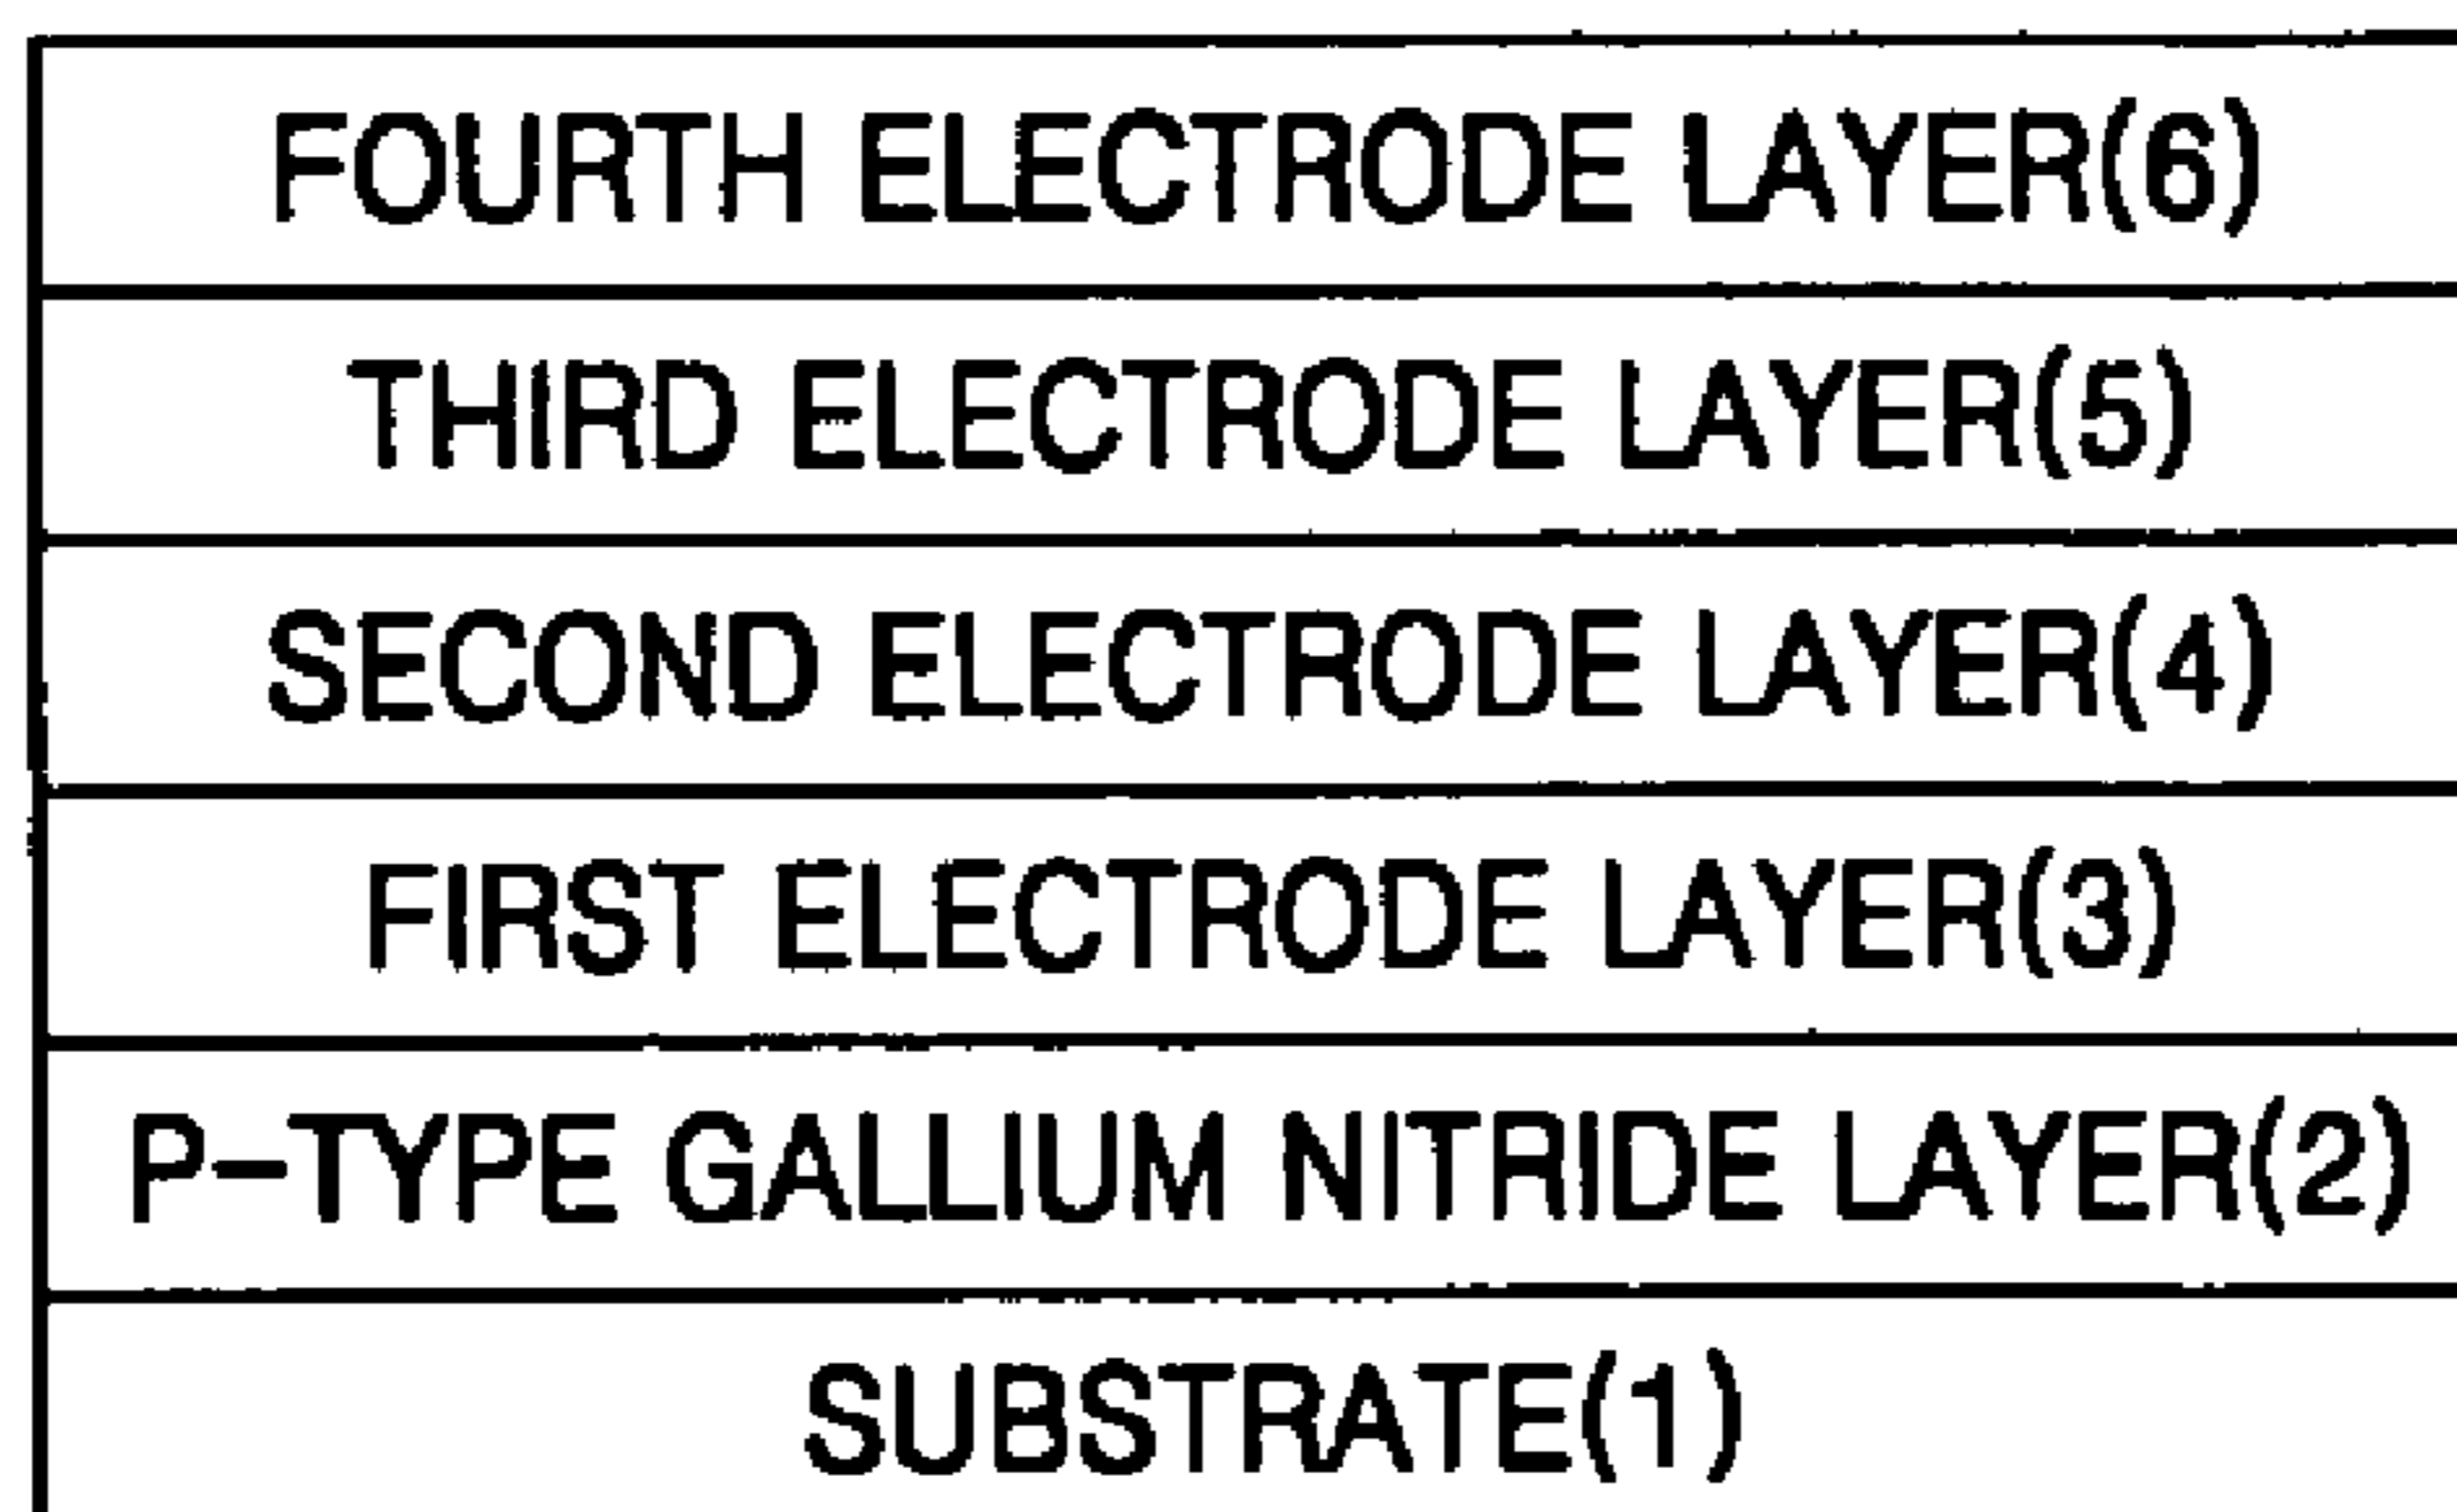 FOURTH ELECTRODE LAYER(6)
THIRD ELECTRODE LAYER(5)
SECOND ELECTRODE LAYER(4)
FIRST ELECTRODE LAYER(3)
P-TYPE GALLIUM NITRIDE LAYER(2)
SUBSTRATE(1)